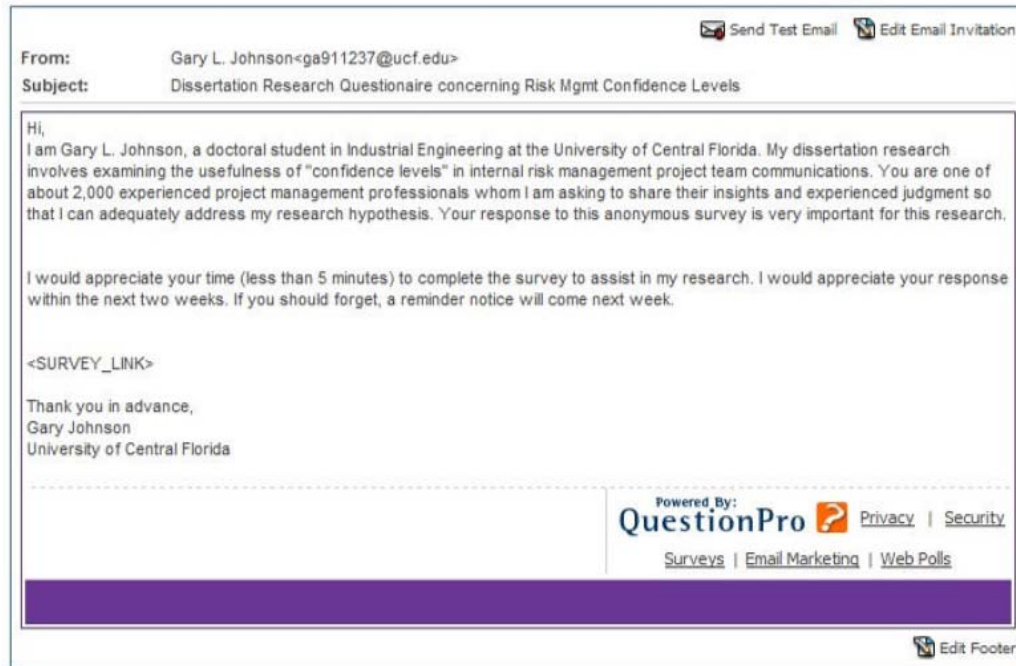 Send Test Email Edit Email Invitation
From: Gary L. Johnson<ga911237@ucf.edu>
Subject: Dissertation Research Questionaire concerning Risk Mgmt Confidence Levels
Hi,
I am Gary L. Johnson, a doctoral student in Industrial Engineering at the University of Central Florida. My dissertation research
involves examining the usefulness of "confidence levels" in internal risk management project team communications. You are one of
about 2,000 experienced project management professionals whom I am asking to share their insights and experienced judgment so
that I can adequately address my research hypothesis. Your response to this anonymous survey is very important for this research.
I would appreciate your time (less than 5 minutes) to complete the survey to assist in my research. I would appreciate your response
within the next two weeks. If you should forget, a reminder notice will come next week.
<SURVEY_LINK>
Thank you in advance,
Gary Johnson
University of Central Florida
Powered By:
QuestionPro ? Privacy | Security
Surveys | Email Marketing | Web Polls
Edit Footer